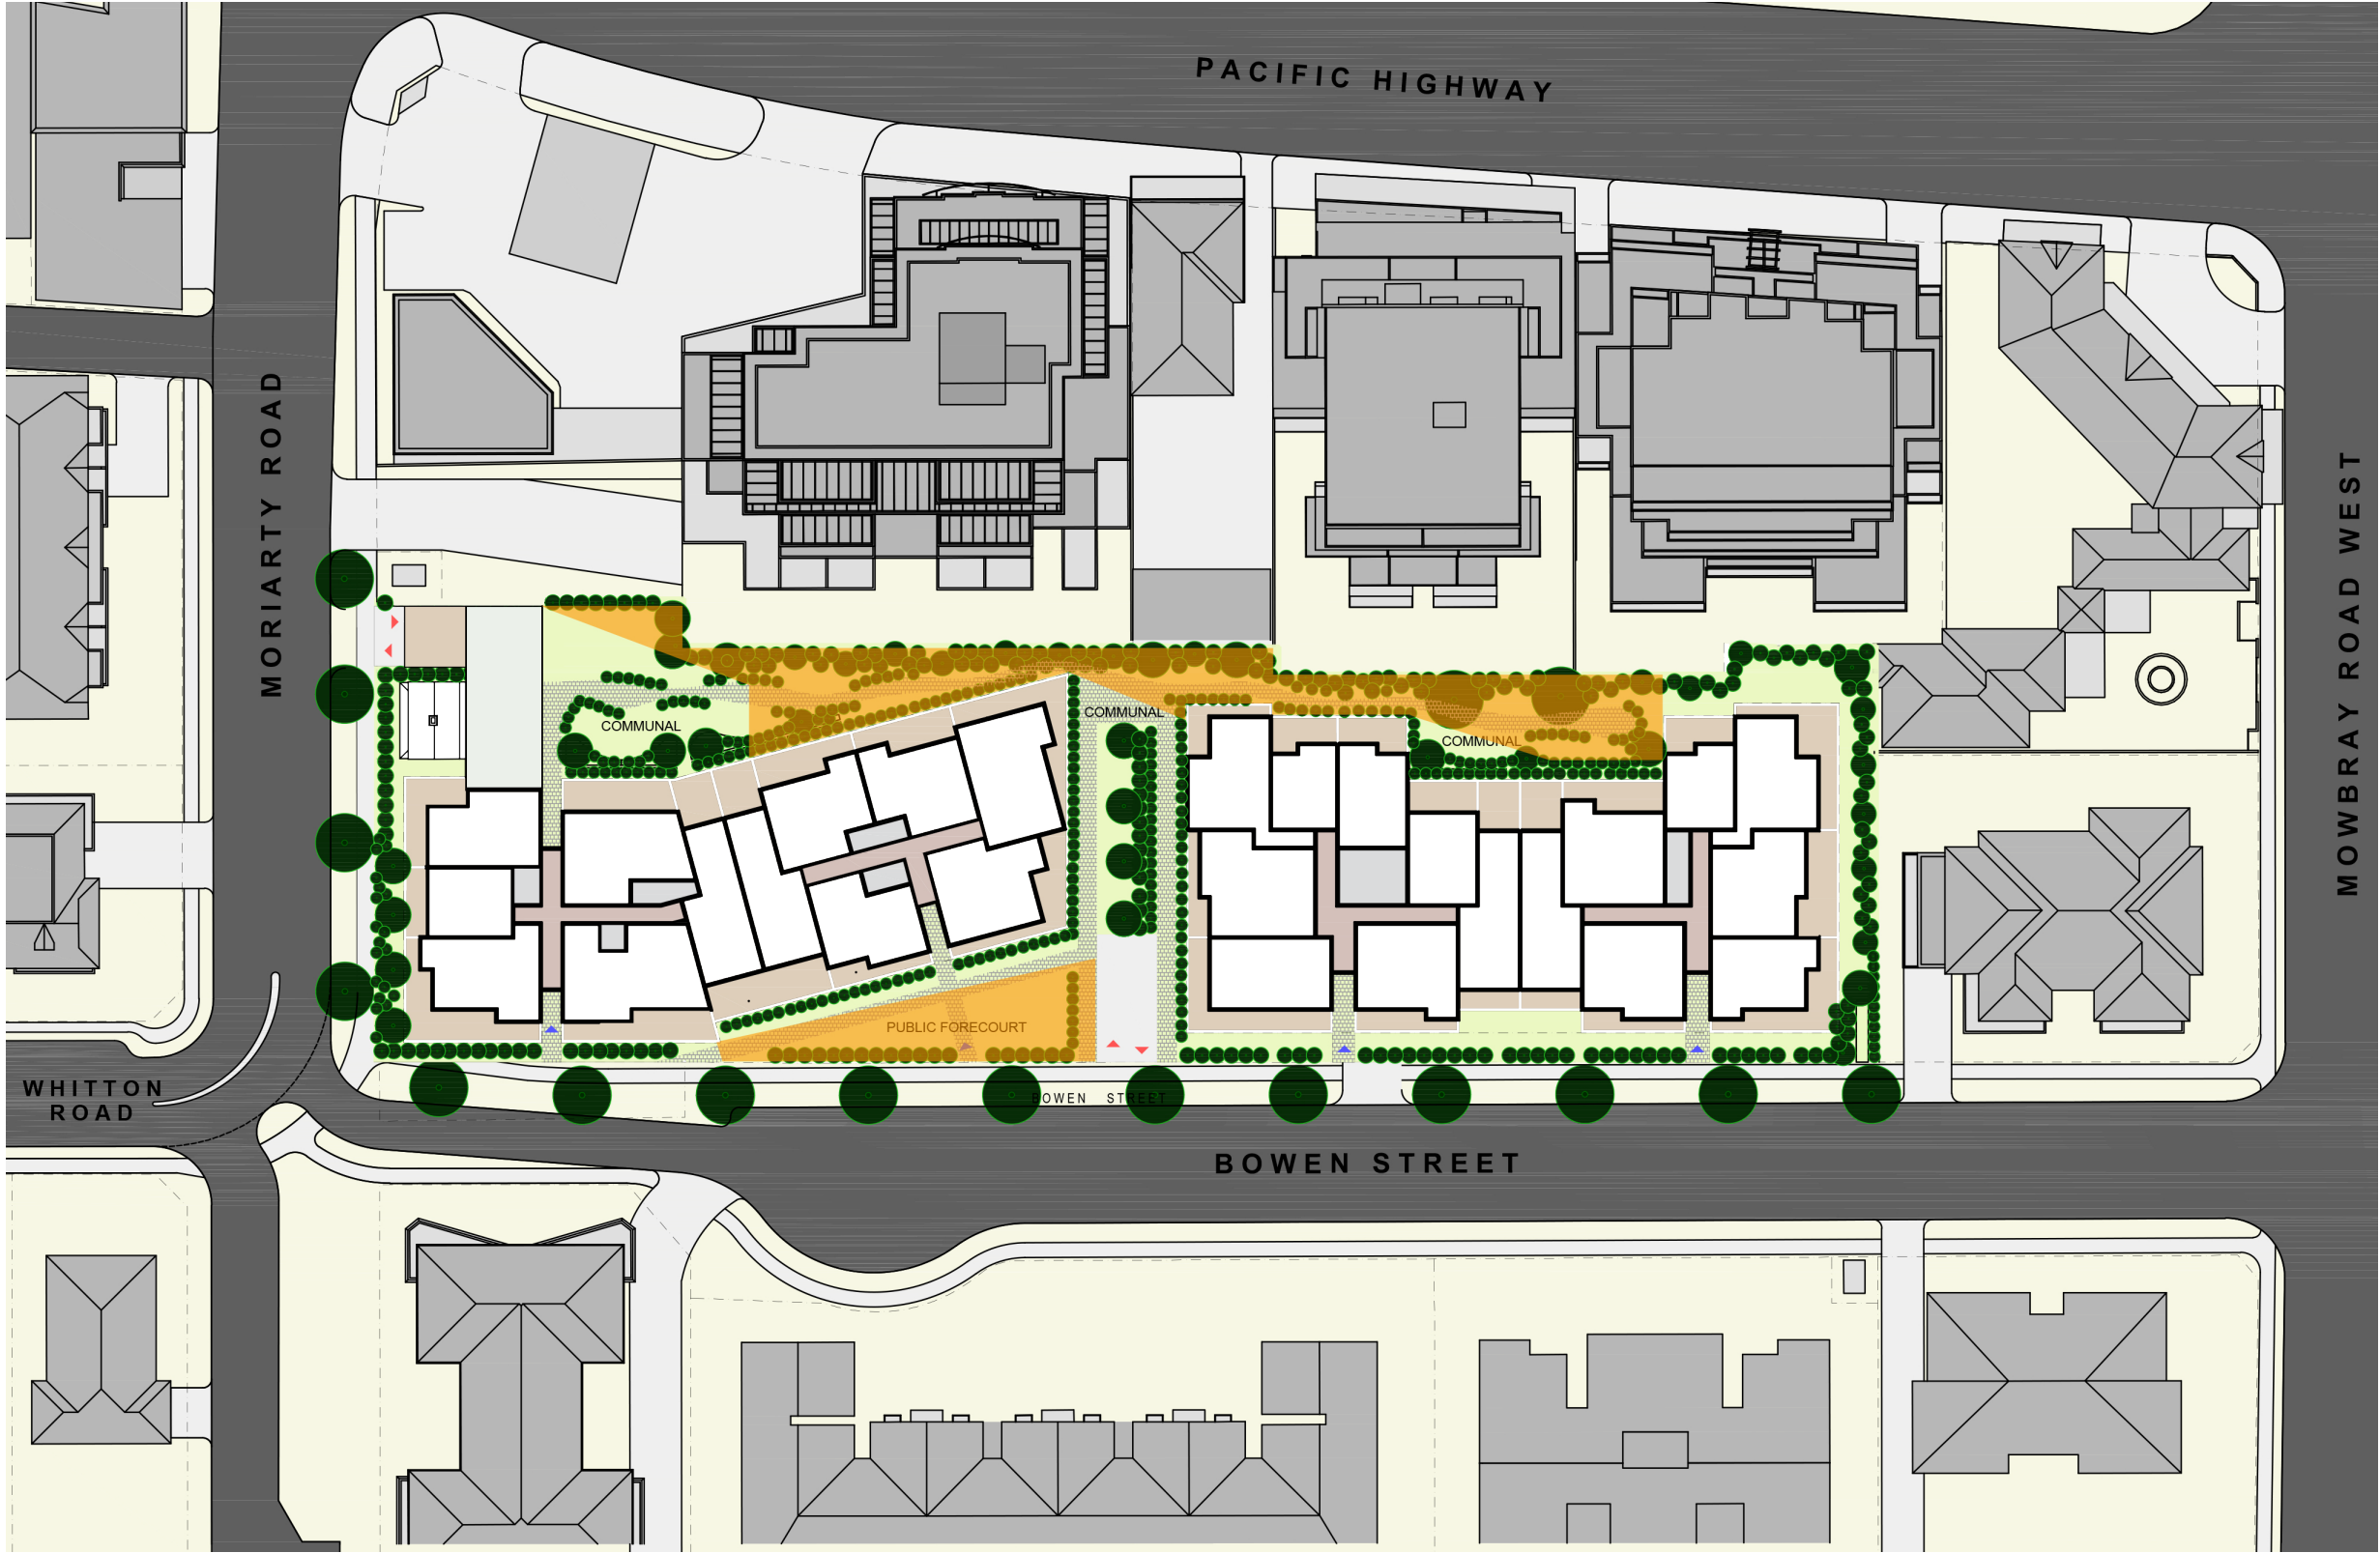 PACIFIC HIGHWAY
MORIARTY ROAD
MOWBRAY ROAD WEST
COMMUNAL
COMMUNAL
COMMUNAL
PUBLIC FORECOURT
WHITTON
ROAD
BOWEN STREET
BOWEN STREET